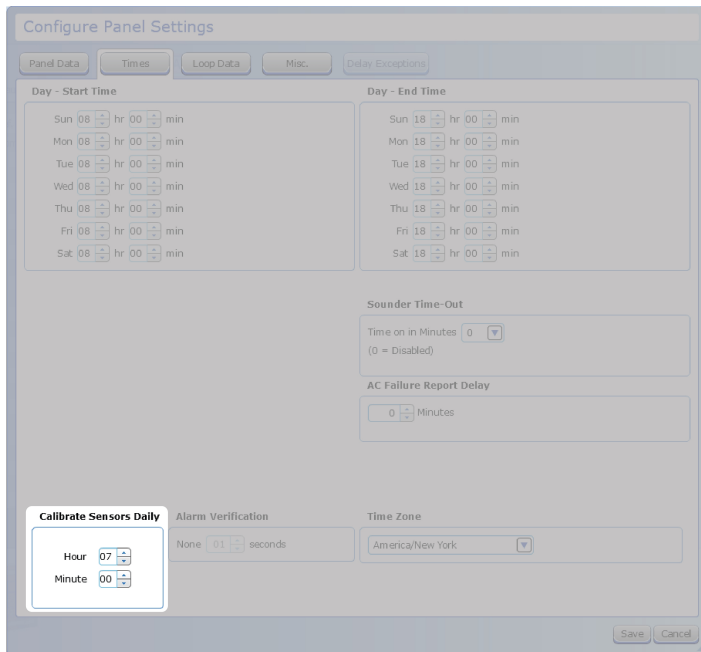 Configure Panel Settings
Panel Data Times Loop Data Misc. Delay Exceptions
Day - Start Time
Sun 08 hr 00 min
Mon 08 hr 00 min
Tue 08 hr 00 min
Wed 08 hr 00 min
Thu 08 hr 00 min
Fri 08 hr 00 min
Sat 08 hr 00 min
Day - End Time
Sun 18 hr 00 min
Mon 18 hr 00 min
Tue 18 hr 00 min
Wed 18 hr 00 min
Thu 18 hr 00 min
Fri 18 hr 00 min
Sat 18 hr 00 min
Sounder Time-Out
Time on in Minutes 0
(0 = Disabled)
AC Failure Report Delay
0 Minutes
Calibrate Sensors Daily
Hour 07
Minute 00
Alarm Verification
None 01 seconds
Time Zone
America/New York
Save Cancel